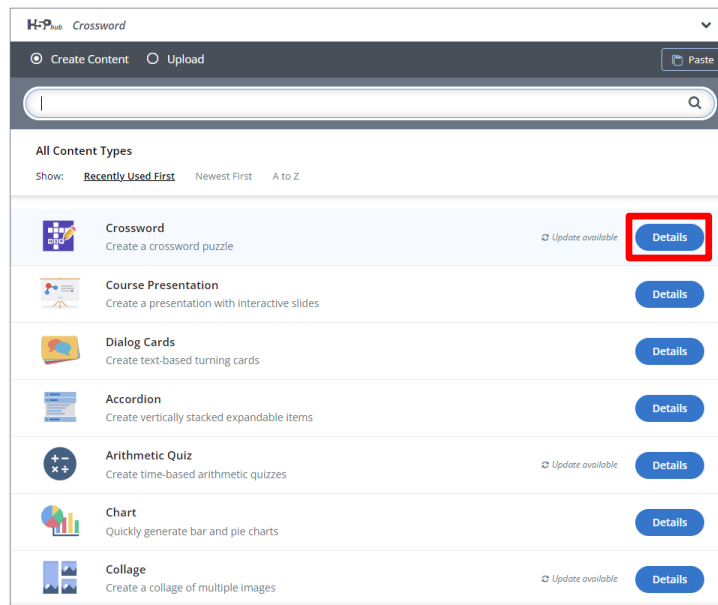 H5Phub Crossword
Create Content Upload Paste
All Content Types
Show: Recently Used First Newest First A to Z
Crossword
Create a crossword puzzle
Update available
Details
Course Presentation
Create a presentation with interactive slides
Details
Dialog Cards
Create text-based turning cards
Details
Accordion
Create vertically stacked expandable items
Details
Arithmetic Quiz
Create time-based arithmetic quizzes
Update available
Details
Chart
Quickly generate bar and pie charts
Details
Collage
Create a collage of multiple images
Update available
Details